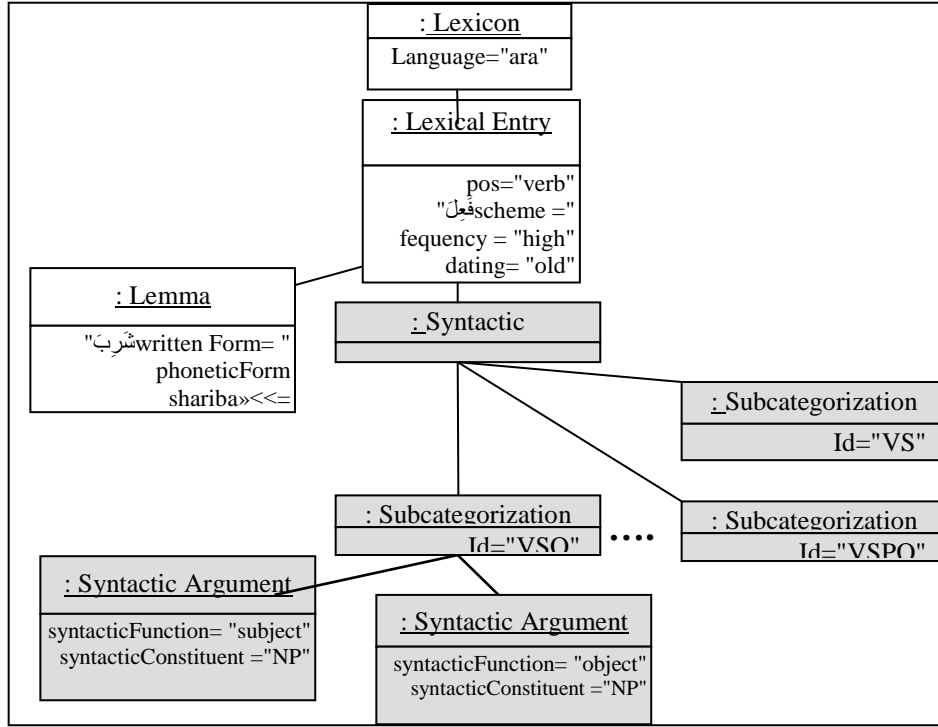 : Lexicon
Language="ara"
: Lexical Entry
pos="verb"
"فَعِلَscheme ="
fequency = "high"
dating= "old"
: Lemma
"شَرِبَwritten Form= "
phoneticForm
shariba»<<=
: Syntactic
: Subcategorization
Id="VS"
: Subcategorization
Id="VSO"
....
: Subcategorization
Id="VSPO"
: Syntactic Argument
syntacticFunction= "subject"
syntacticConstituent ="NP"
: Syntactic Argument
syntacticFunction= "object"
syntacticConstituent ="NP"